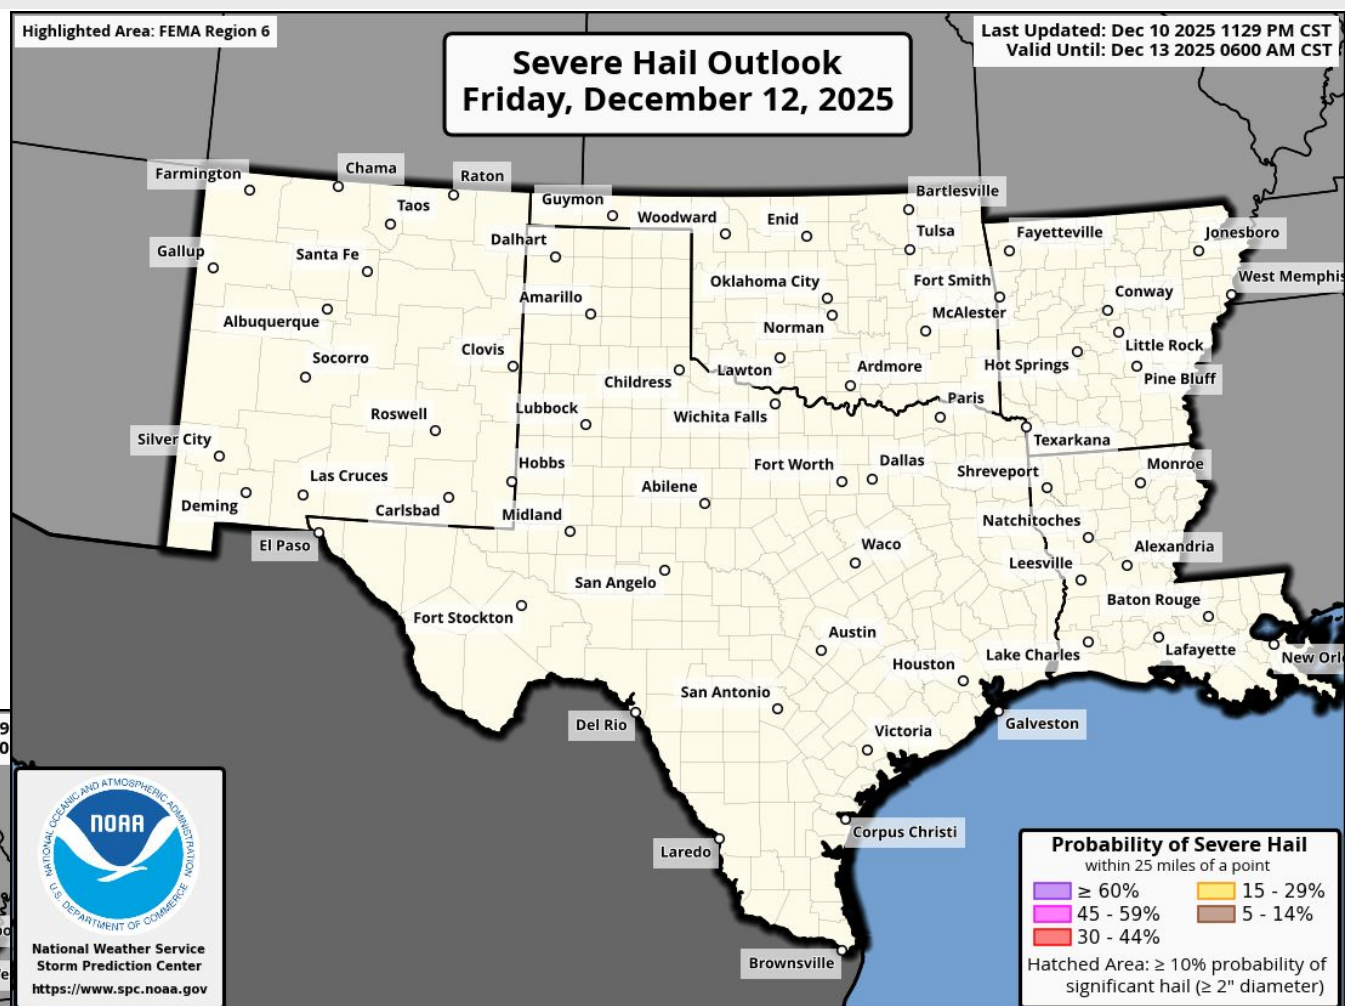 Highlighted Area: FEMA Region 6
Last Updated: Dec 10 2025 1129 PM CST
Valid Until: Dec 13 2025 0600 AM CST
Severe Hail Outlook
Friday, December 12, 2025
Farmington
Chama
Raton
Guymon
Bartlesville
Taos
Woodward
Enid
Tulsa
Fayetteville
Jonesboro
Gallup
Santa Fe
Dalhart
Oklahoma City
Fort Smith
West Memphis
Albuquerque
Amarillo
Norman
McAlester
Conway
Socorro
Clovis
Childress
Lawton
Ardmore
Hot Springs
Little Rock
Pine Bluff
Roswell
Lubbock
Wichita Falls
Paris
Texarkana
Silver City
Las Cruces
Hobbs
Fort Worth
Dallas
Shreveport
Monroe
Deming
Carlsbad
Midland
Abilene
Natchitoches
El Paso
San Angelo
Waco
Leesville
Alexandria
Fort Stockton
Austin
Baton Rouge
Houston
Lake Charles
Lafayette
New Orl
San Antonio
Del Rio
Victoria
Galveston
Corpus Christi
Laredo
Brownsville
9
0
NATIONAL OCEANIC AND ATMOSPHERIC ADMINISTRATION
NOAA
U.S. DEPARTMENT OF COMMERCE
National Weather Service
Storm Prediction Center
https://www.spc.noaa.gov
Probability of Severe Hail
within 25 miles of a point
≥ 60%
15 - 29%
45 - 59%
5 - 14%
30 - 44%
Hatched Area: ≥ 10% probability of
significant hail (≥ 2" diameter)